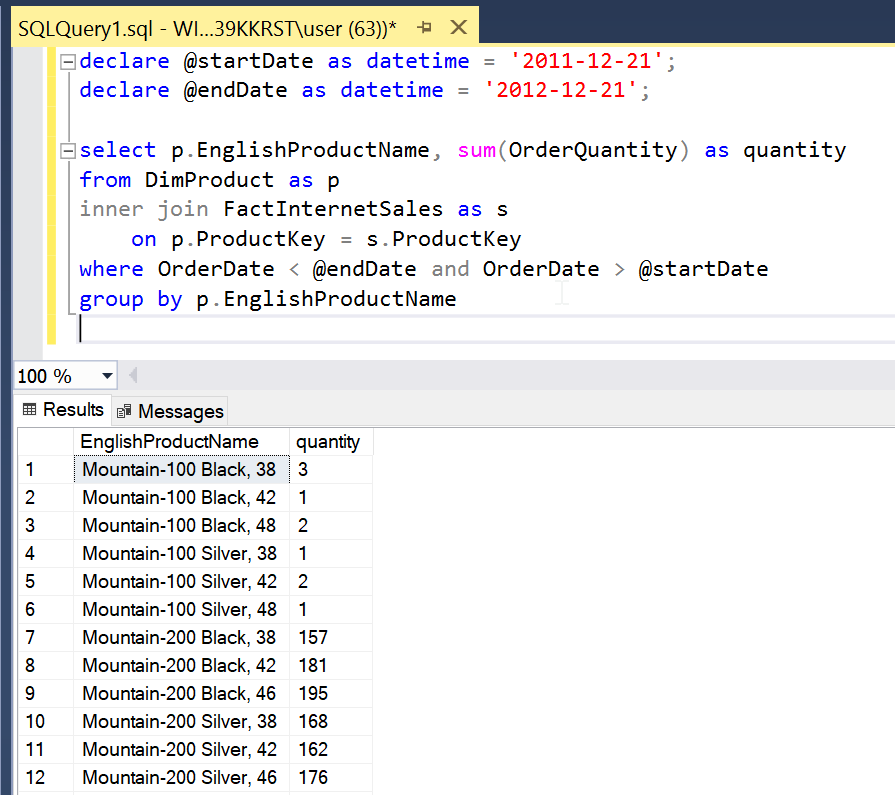 SQLQuery1.sql - WI...39KKRST\user (63))*
declare @startDate as datetime = '2011-12-21';
declare @endDate as datetime = '2012-12-21';
select p.EnglishProductName, sum(OrderQuantity) as quantity
from DimProduct as p
inner join FactInternetSales as s
on p.ProductKey = s.ProductKey
where OrderDate < @endDate and OrderDate > @startDate
group by p.EnglishProductName
100 %
Results Messages
EnglishProductName quantity
1 Mountain-100 Black, 38 3
2 Mountain-100 Black, 42 1
3 Mountain-100 Black, 48 2
4 Mountain-100 Silver, 38 1
5 Mountain-100 Silver, 42 2
6 Mountain-100 Silver, 48 1
7 Mountain-200 Black, 38 157
8 Mountain-200 Black, 42 181
9 Mountain-200 Black, 46 195
10 Mountain-200 Silver, 38 168
11 Mountain-200 Silver, 42 162
12 Mountain-200 Silver, 46 176